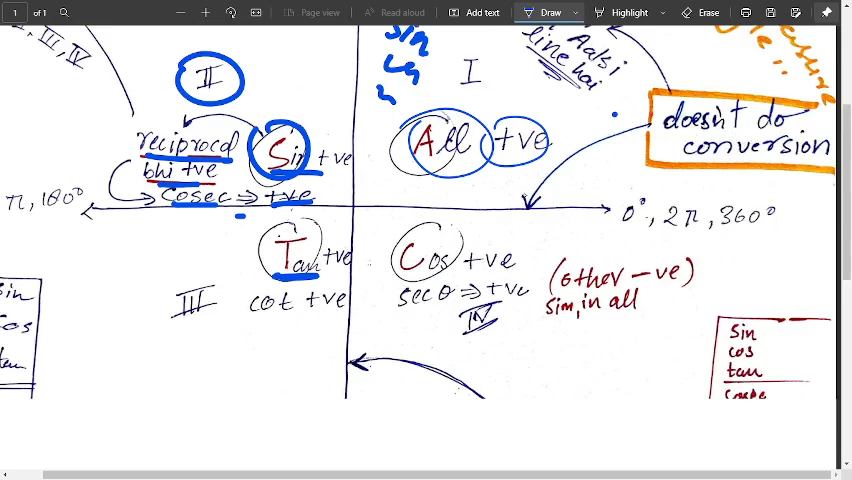 1 of 1
Page view
Read aloud
Add text
Draw
Highlight
Erase
II, III, IV
II
Sin
I
Aalsi
line hai
doesn't do
conversion
reciprocal
bhi +ve
Cosec ⇒ +ve
Sin +ve
All +ve
π, 180°
0°, 2π, 360°
Tan +ve
cot +ve
III
Cos +ve
sec θ ⇒ +ve
IV
(other -ve)
sim, in all
sin
cos
tan
sin
cos
tan